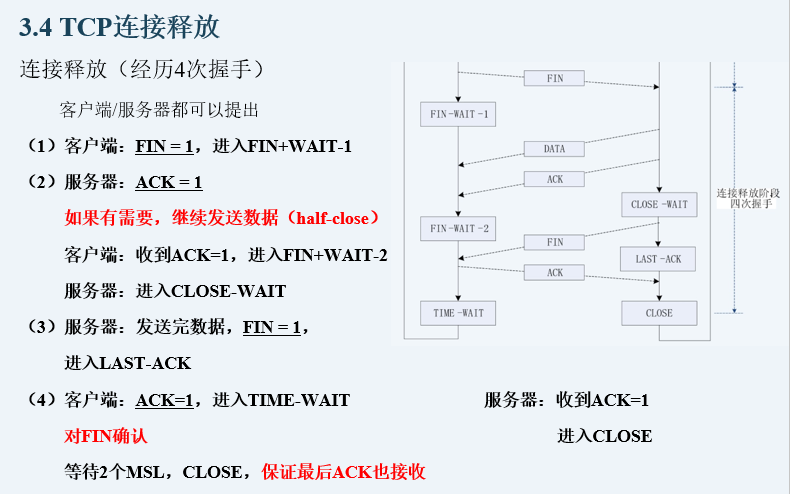 3.4 TCP连接释放
连接释放（经历4次握手）
客户端/服务器都可以提出
（1）客户端：FIN = 1，进入FIN+WAIT-1
（2）服务器：ACK = 1
如果有需要，继续发送数据（half-close）
客户端：收到ACK=1，进入FIN+WAIT-2
服务器：进入CLOSE-WAIT
（3）服务器：发送完数据，FIN = 1，
进入LAST-ACK
（4）客户端：ACK=1，进入TIME-WAIT
对FIN确认
等待2个MSL，CLOSE，保证最后ACK也接收
服务器：收到ACK=1
进入CLOSE
FIN
FIN-WAIT-1
DATA
ACK
CLOSE-WAIT
FIN-WAIT-2
FIN
LAST-ACK
ACK
TIME-WAIT
CLOSE
连接释放阶段
四次握手